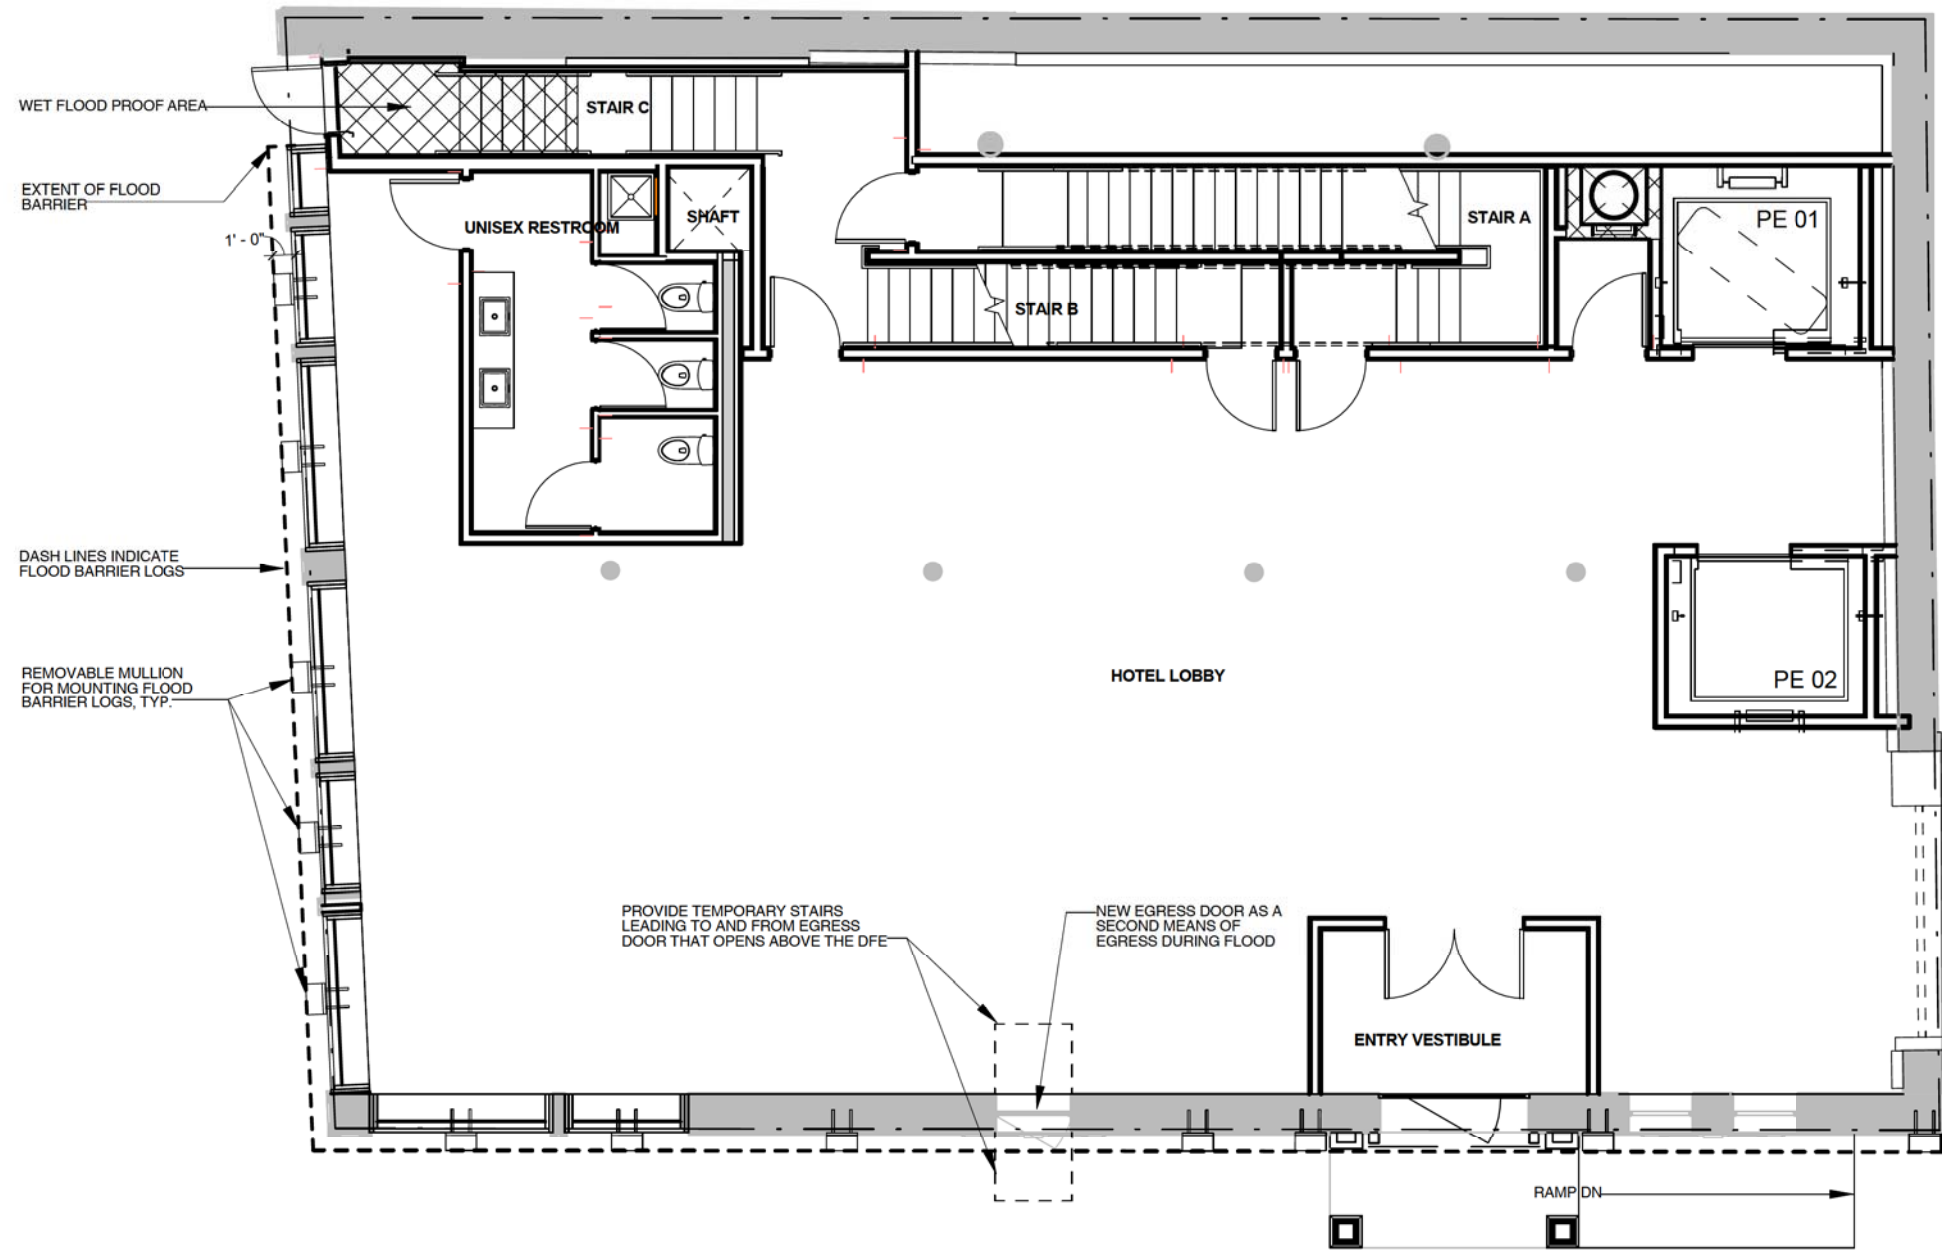 WET FLOOD PROOF AREA
STAIR C
EXTENT OF FLOOD
BARRIER
1' - 0"
UNISEX RESTROOM
SHAFT
STAIR A
PE 01
STAIR B
DASH LINES INDICATE
FLOOD BARRIER LOGS
REMOVABLE MULLION
FOR MOUNTING FLOOD
BARRIER LOGS, TYP.
HOTEL LOBBY
PE 02
PROVIDE TEMPORARY STAIRS
LEADING TO AND FROM EGRESS
DOOR THAT OPENS ABOVE THE DFE
NEW EGRESS DOOR AS A
SECOND MEANS OF
EGRESS DURING FLOOD
ENTRY VESTIBULE
RAMP DN